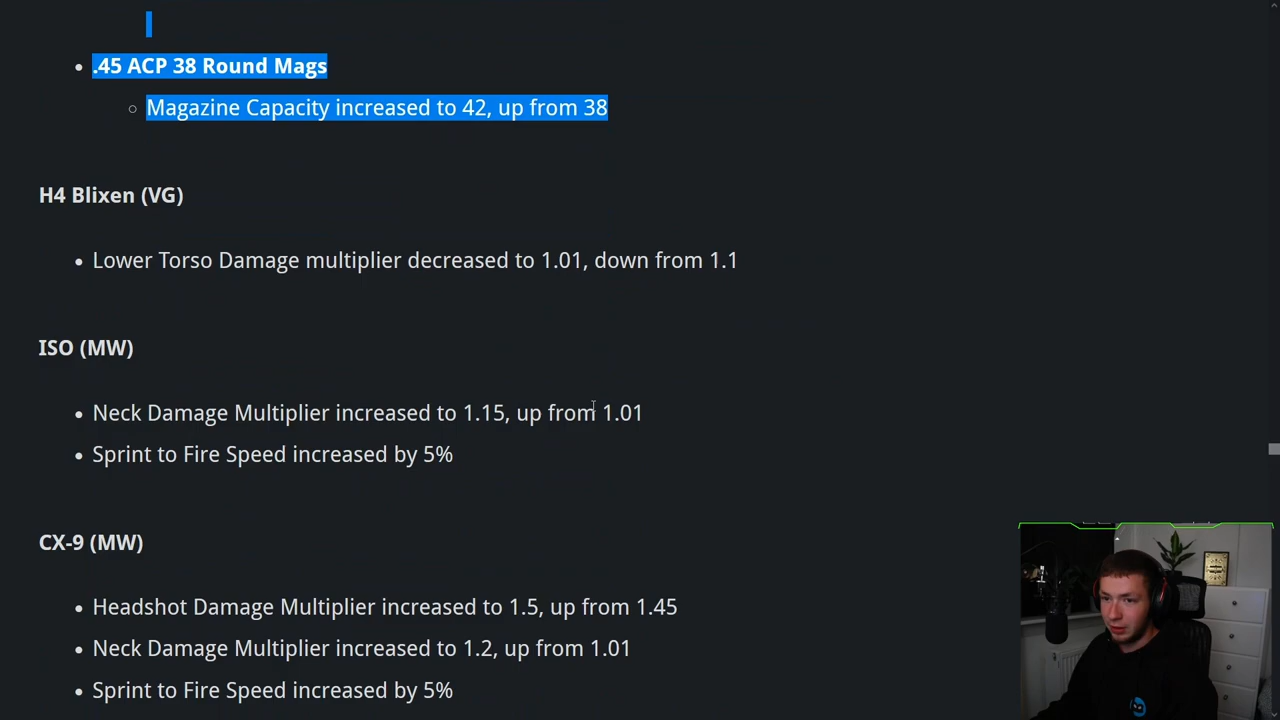 .45 ACP 38 Round Mags
Magazine Capacity increased to 42, up from 38
H4 Blixen (VG)
Lower Torso Damage multiplier decreased to 1.01, down from 1.1
ISO (MW)
Neck Damage Multiplier increased to 1.15, up from 1.01
Sprint to Fire Speed increased by 5%
CX-9 (MW)
Headshot Damage Multiplier increased to 1.5, up from 1.45
Neck Damage Multiplier increased to 1.2, up from 1.01
Sprint to Fire Speed increased by 5%